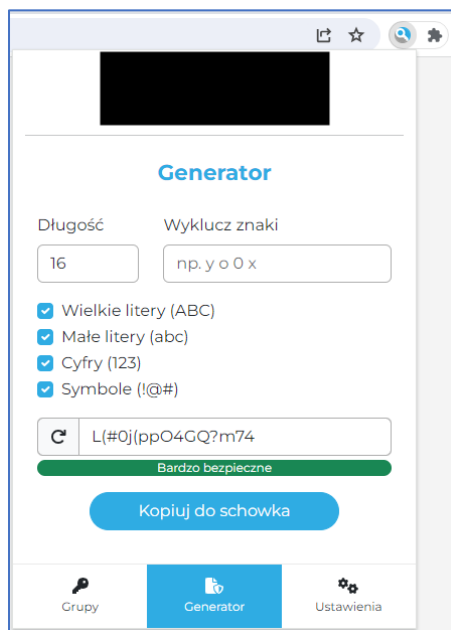 Generator
Długość Wyklucz znaki
16 np. y o 0 x
Wielkie litery (ABC)
Małe litery (abc)
Cyfry (123)
Symbole (!@#)
L(#0j(ppO4GQ?m74
Bardzo bezpieczne
Kopiuj do schowka
Grupy Generator Ustawienia